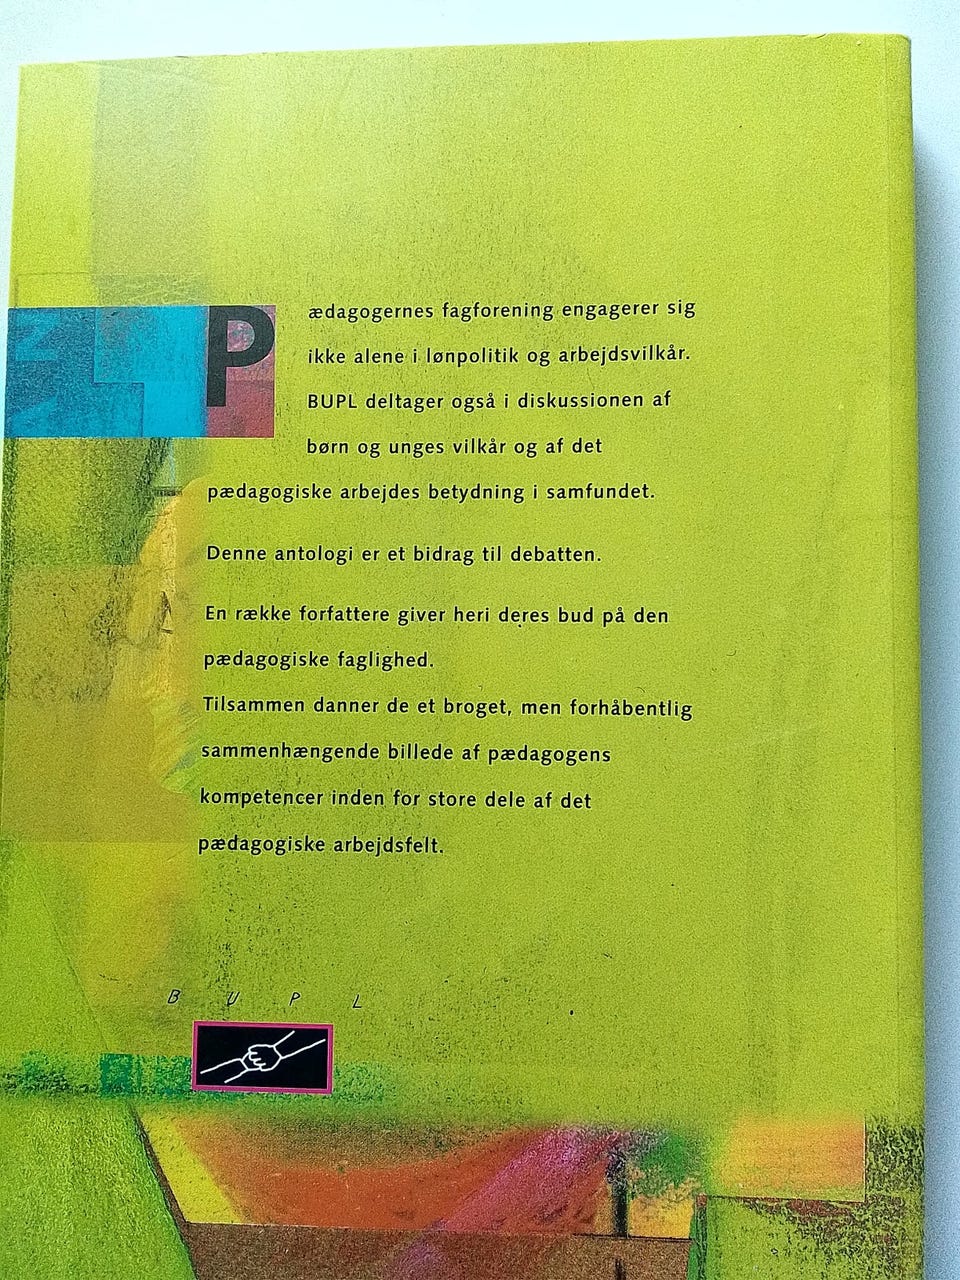 Pædagogernes fagforening engagerer sig
ikke alene i lønpolitik og arbejdsvilkår.
BUPL deltager også i diskussionen af
børn og unges vilkår og af det
pædagogiske arbejdes betydning i samfundet.
Denne antologi er et bidrag til debatten.
En række forfattere giver heri deres bud på den
pædagogiske faglighed.
Tilsammen danner de et broget, men forhåbentlig
sammenhængende billede af pædagogens
kompetencer inden for store dele af det
pædagogiske arbejdsfelt.
B U P L